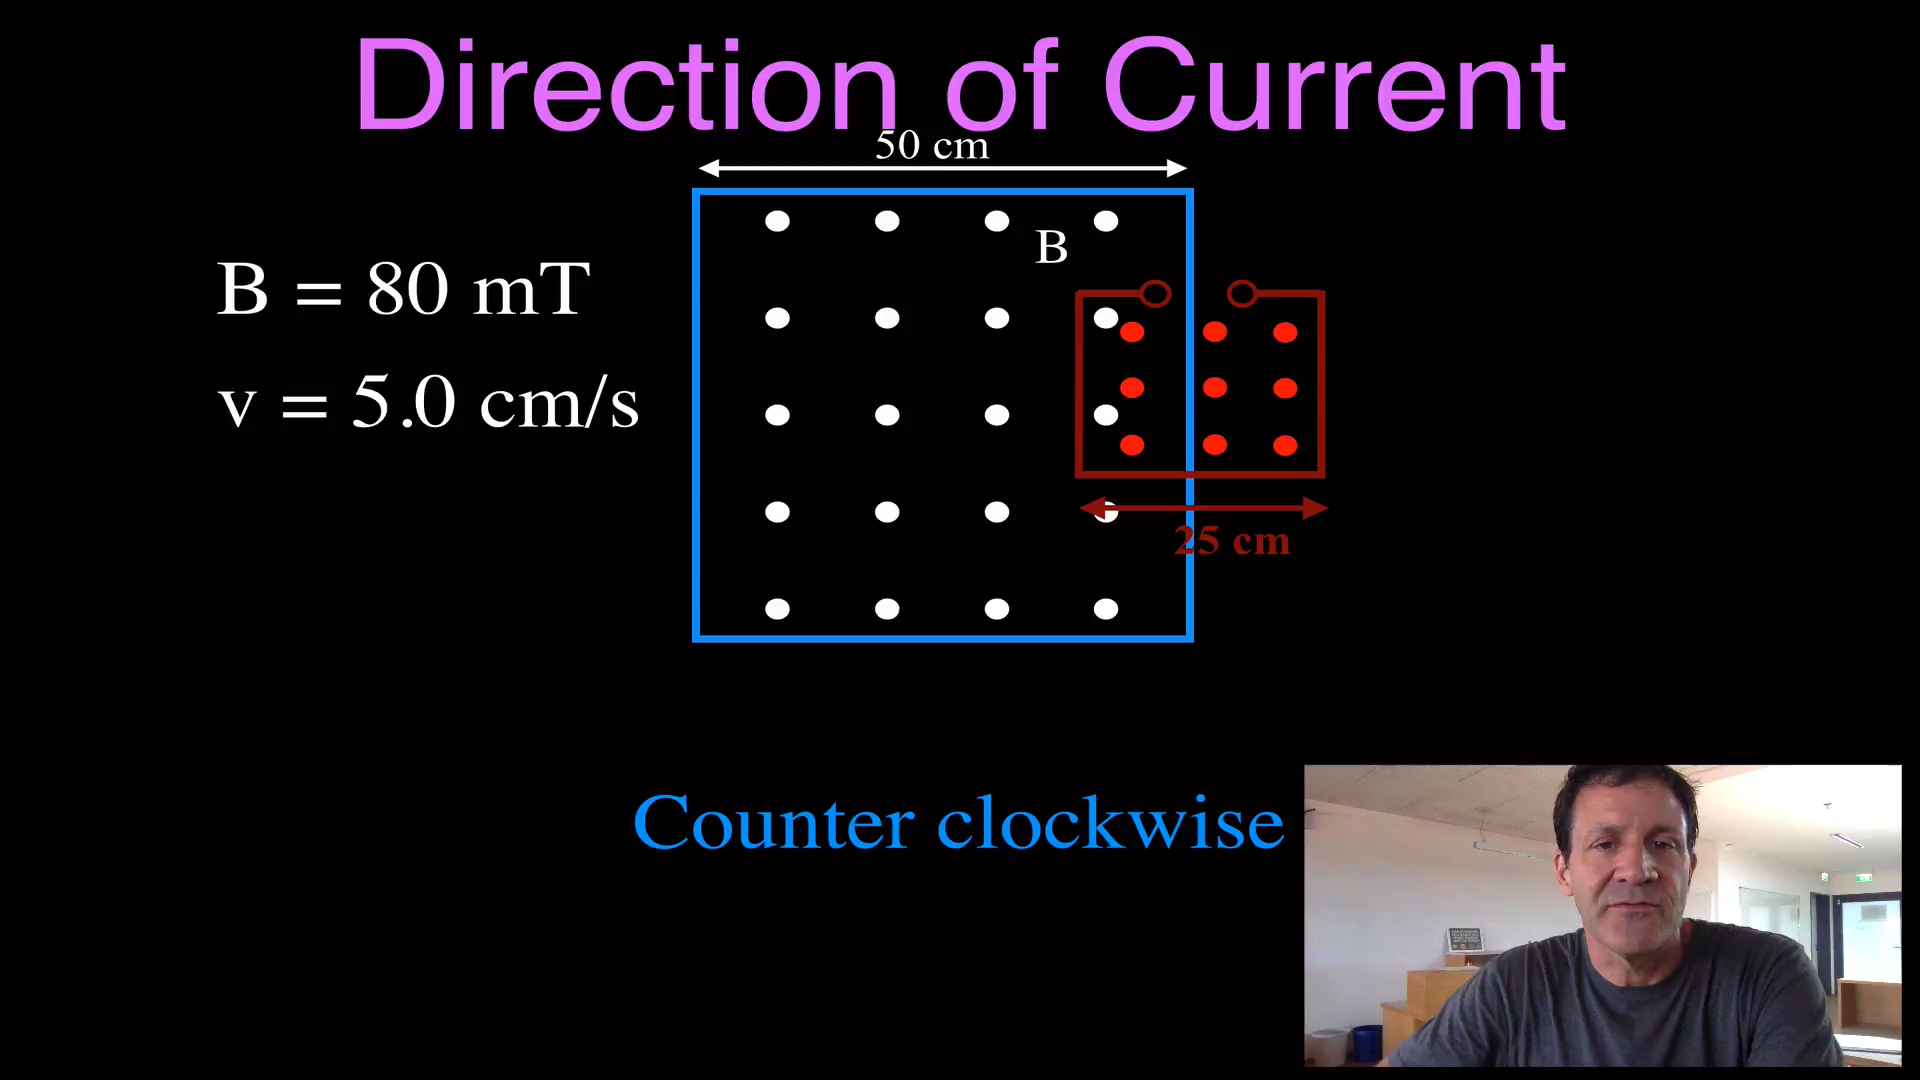 Direction of Current
50 cm
B
B = 80 mT
v = 5.0 cm/s
25 cm
Counter clockwise